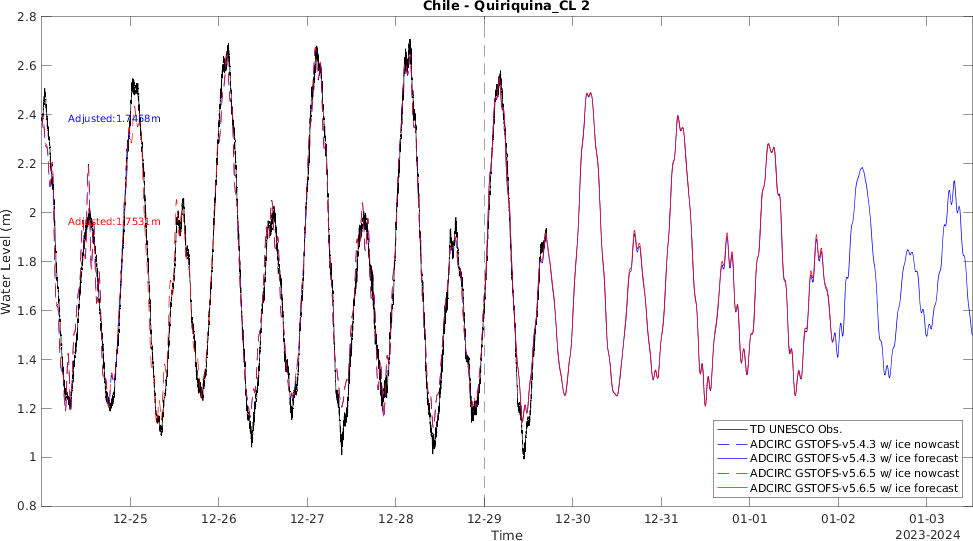 Chile - Quiriquina_CL 2
2.8
2.6
2.4
2.2
2
1.8
1.6
1.4
1.2
1
0.8
Water Level (m)
Adjusted:1.7458m
Adjusted:1.7531m
TD UNESCO Obs.
ADCIRC GSTOFS-v5.4.3 w/ ice nowcast
ADCIRC GSTOFS-v5.4.3 w/ ice forecast
ADCIRC GSTOFS-v5.6.5 w/ ice nowcast
ADCIRC GSTOFS-v5.6.5 w/ ice forecast
12-25 12-26 12-27 12-28 12-29 12-30 12-31 01-01 01-02 01-03
Time
2023-2024